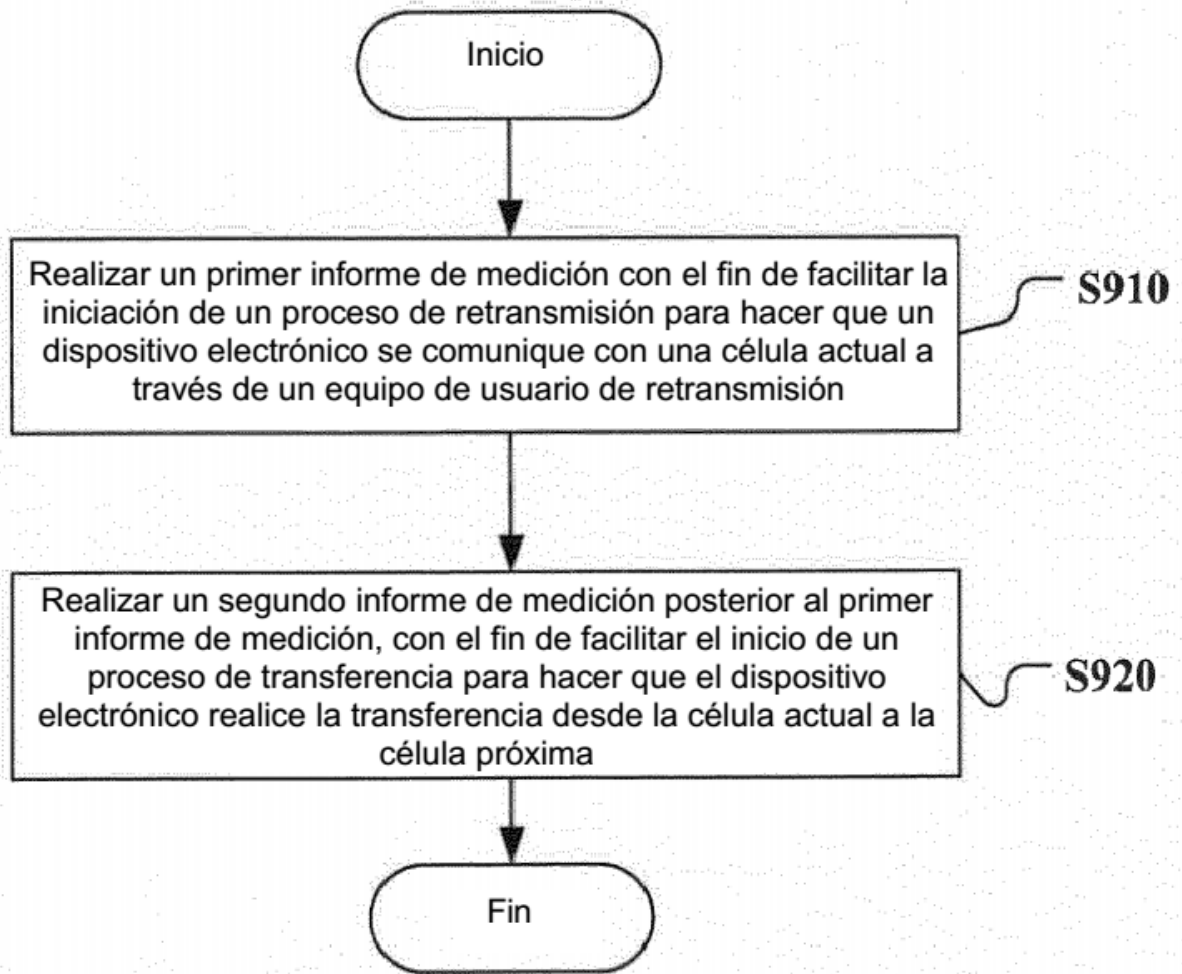 Inicio
Realizar un primer informe de medición con el fin de facilitar la
iniciación de un proceso de retransmisión para hacer que un
dispositivo electrónico se comunique con una célula actual a
través de un equipo de usuario de retransmisión
S910
Realizar un segundo informe de medición posterior al primer
informe de medición, con el fin de facilitar el inicio de un
proceso de transferencia para hacer que el dispositivo
electrónico realice la transferencia desde la célula actual a la
célula próxima
S920
Fin